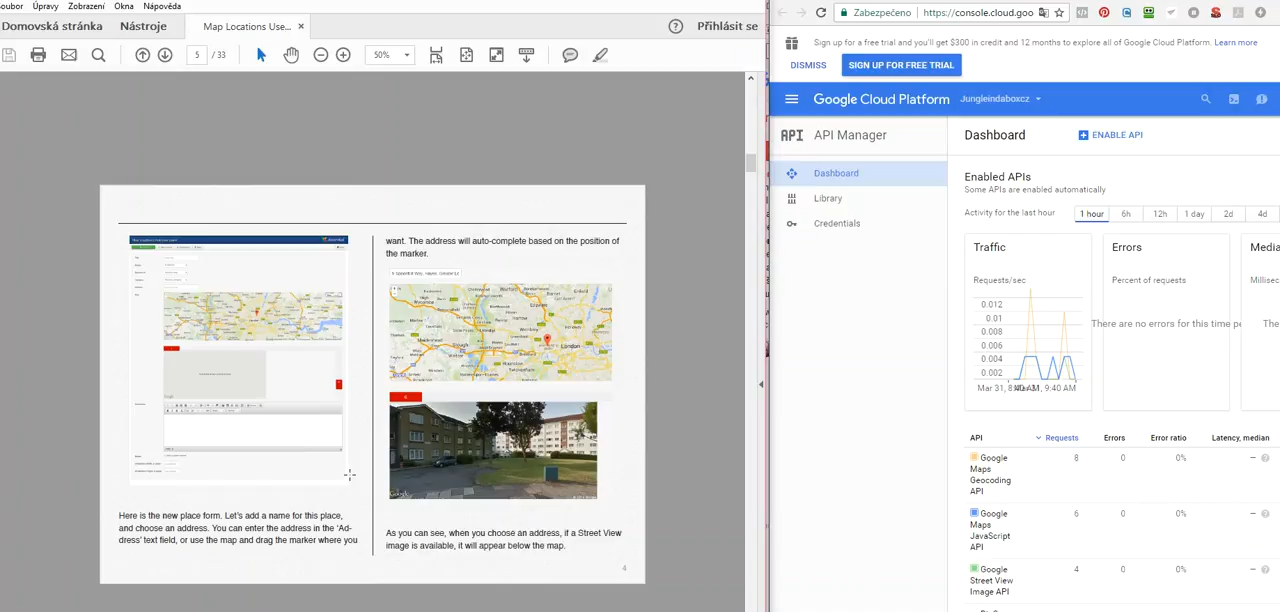 Soubor Úpravy Zobrazení Okna Nápověda
Domovská stránka Nástroje Map Locations Use... × ? Přihlásit se
5 / 33 50%
want. The address will auto-complete based on the position of
the marker.
Here is the new place form. Let's add a name for this place,
and choose an address. You can enter the address in the 'Ad-
dress' text field, or use the map and drag the marker where you
As you can see, when you choose an address, if a Street View
image is available, it will appear below the map.
4
Zabezpečeno https://console.cloud.goo
Sign up for a free trial and you'll get $300 in credit and 12 months to explore all of Google Cloud Platform. Learn more
DISMISS SIGN UP FOR FREE TRIAL
Google Cloud Platform Jungleindaboxcz
API API Manager
Dashboard
Library
Credentials
Dashboard ENABLE API
Enabled APIs
Some APIs are enabled automatically
Activity for the last hour 1 hour 6h 12h 1 day 2d 4d
Traffic
Requests/sec
0.012
0.01
0.008
0.006
0.004
0.002
Errors
Percent of requests
There are no errors for this time pe
Media
Millisec
The
API Requests Errors Error ratio Latency, median
Google
Maps
Geocoding
API
8 0 0% –
Google
Maps
JavaScript
API
6 0 0% –
Google
Street View
Image API
4 0 0% –